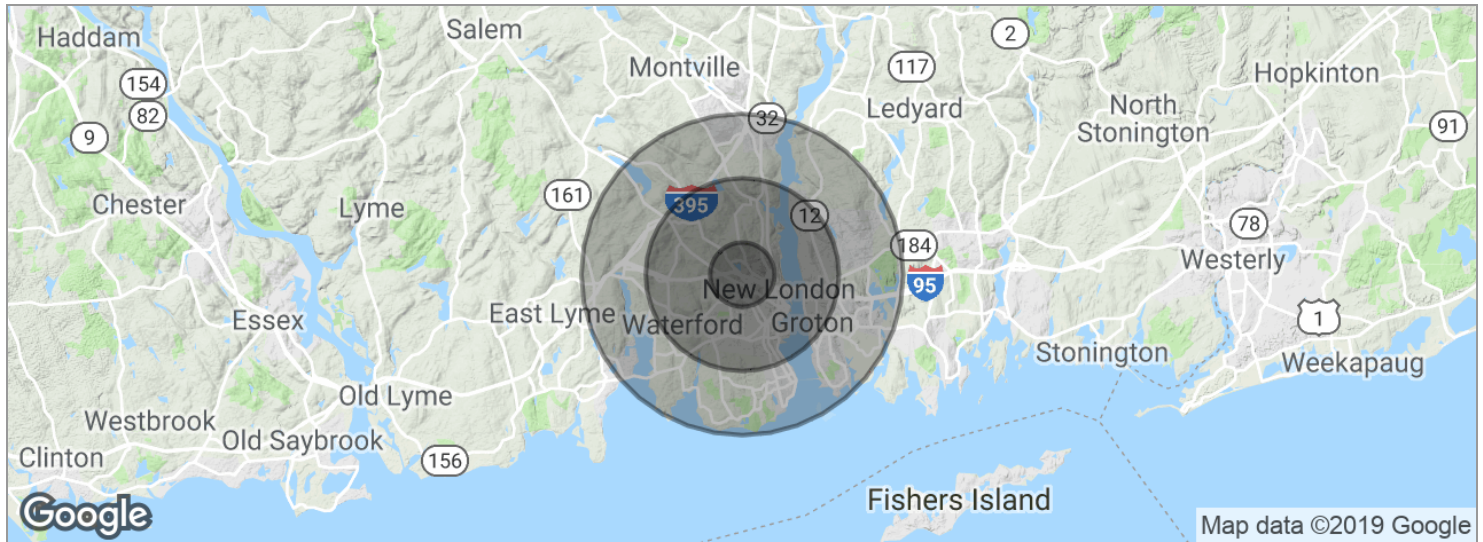 Haddam
Salem
2
Montville
117
Hopkinton
154
82
Ledyard
North
Stonington
32
91
9
161
395
Chester
Lyme
12
78
184
Westerly
95
New London
Essex
East Lyme
Waterford
Groton
1
Stonington
Weekapaug
Old Lyme
Westbrook
Old Saybrook
Clinton
156
Fishers Island
Google
Map data ©2019 Google